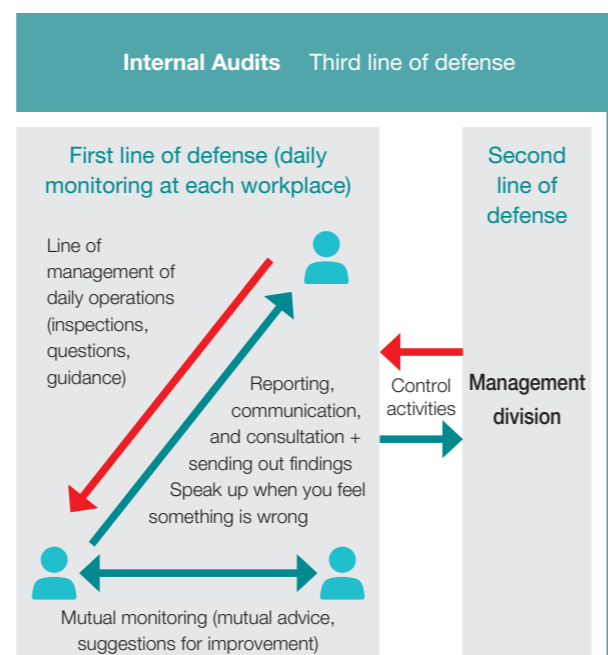 Internal Audits Third line of defense
First line of defense (daily
monitoring at each workplace)
Line of
management of
daily operations
(inspections,
questions,
guidance)
Reporting,
communication,
and consultation +
sending out findings
Speak up when you feel
something is wrong
Mutual monitoring (mutual advice,
suggestions for improvement)
Control
activities
Second
line of
defense
Management
division